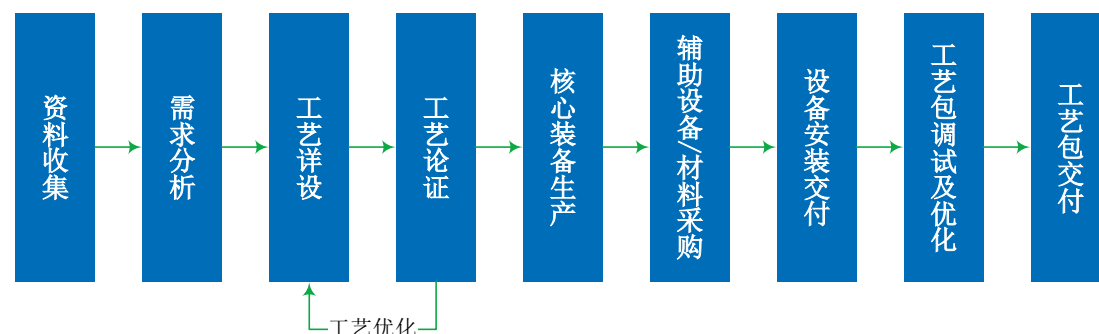 资料收集
需求分析
工艺详设
工艺论证
核心装备生产
辅助设备/材料采购
设备安装交付
工艺包调试及优化
工艺包交付
工艺优化